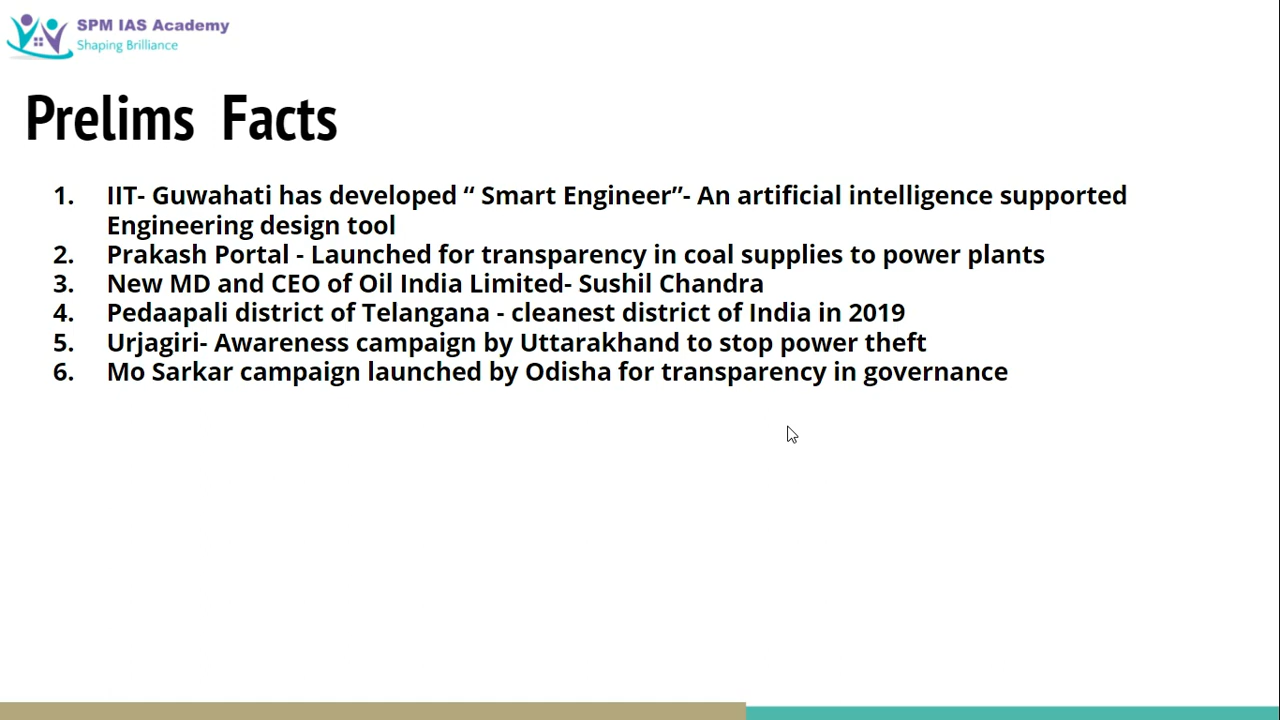 SPM IAS Academy
Shaping Brilliance
Prelims Facts
1. IIT- Guwahati has developed “ Smart Engineer”- An artificial intelligence supported
Engineering design tool
2. Prakash Portal - Launched for transparency in coal supplies to power plants
3. New MD and CEO of Oil India Limited- Sushil Chandra
4. Pedaapali district of Telangana - cleanest district of India in 2019
5. Urjagiri- Awareness campaign by Uttarakhand to stop power theft
6. Mo Sarkar campaign launched by Odisha for transparency in governance